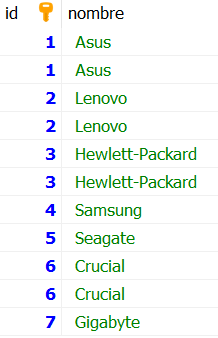 id nombre
1 Asus
1 Asus
2 Lenovo
2 Lenovo
3 Hewlett-Packard
3 Hewlett-Packard
4 Samsung
5 Seagate
6 Crucial
6 Crucial
7 Gigabyte